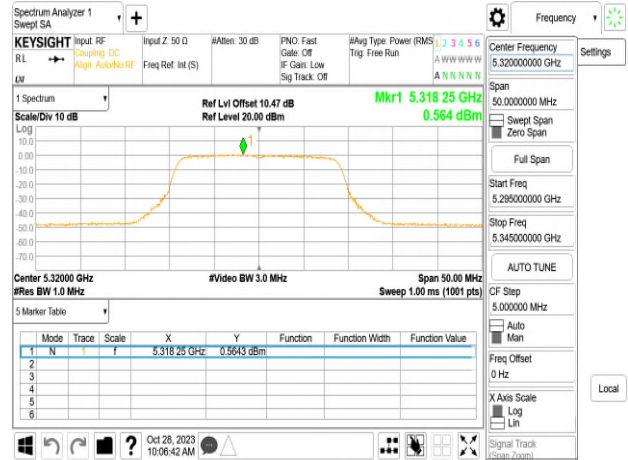 Spectrum Analyzer 1
Swept SA
+
Frequency
KEYSIGHT
RL
Input: RF
Coupling: DC
Align: Auto/No RF
Input Z: 50 Ω
Freq Ref: Int (S)
#Atten: 30 dB
PNO: Fast
Gate: Off
IF Gain: Low
Sig Track: Off
#Avg Type: Power (RMS
Trig: Free Run
1 2 3 4 5 6
A W W W W W
A N N N N N
Center Frequency
5.320000000 GHz
Settings
Span
50.0000000 MHz
Swept Span
Zero Span
Full Span
Start Freq
5.295000000 GHz
Stop Freq
5.345000000 GHz
AUTO TUNE
CF Step
5.000000 MHz
Auto
Man
Freq Offset
0 Hz
X Axis Scale
Log
Lin
Signal Track
(Span Zoom)
Local
1 Spectrum
Scale/Div 10 dB
Ref Lvl Offset 10.47 dB
Ref Level 20.00 dBm
Mkr1 5.318 25 GHz
0.564 dBm
Log
10.0
0.00
-10.0
-20.0
-30.0
-40.0
-50.0
-60.0
-70.0
1
Center 5.32000 GHz
#Res BW 1.0 MHz
#Video BW 3.0 MHz
Span 50.00 MHz
Sweep 1.00 ms (1001 pts)
5 Marker Table
Mode Trace Scale X Y Function Function Width Function Value
1 N 1 f 5.318 25 GHz 0.5643 dBm
2
3
4
5
6
?
Oct 28, 2023
10:06:42 AM